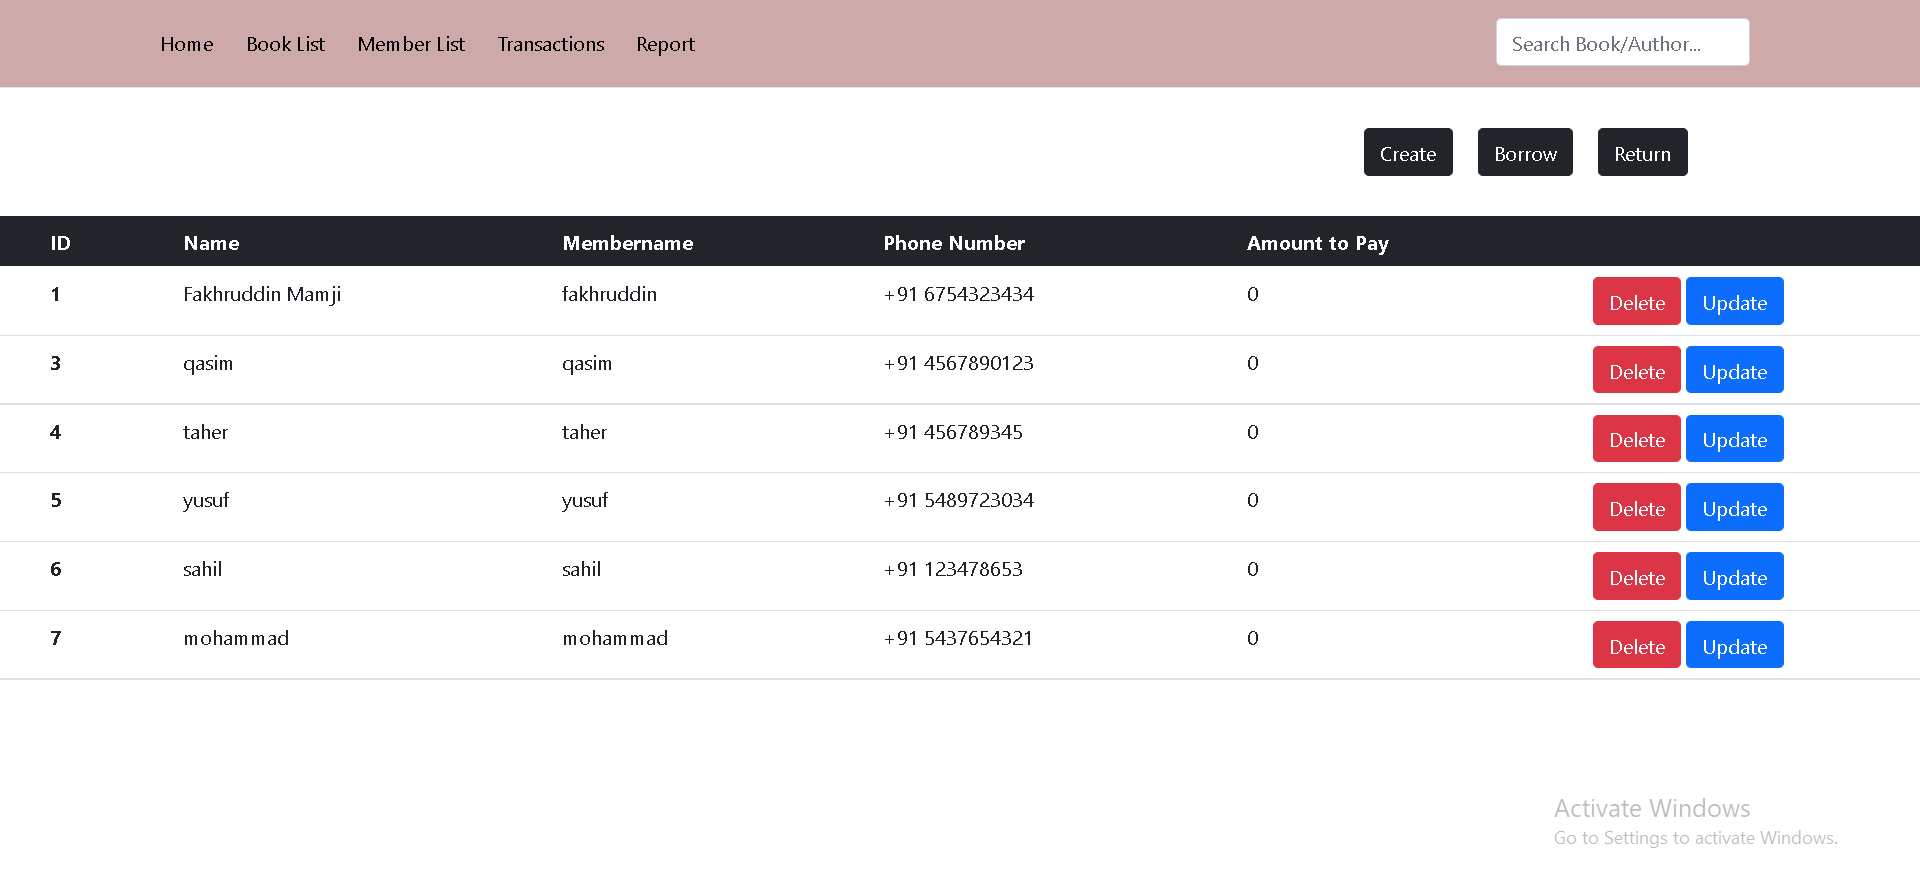 Home Book List Member List Transactions Report Search Book/Author...
Create Borrow Return
ID Name Membername Phone Number Amount to Pay
1 Fakhruddin Mamji fakhruddin +91 6754323434 0 Delete Update
3 qasim qasim +91 4567890123 0 Delete Update
4 taher taher +91 456789345 0 Delete Update
5 yusuf yusuf +91 5489723034 0 Delete Update
6 sahil sahil +91 123478653 0 Delete Update
7 mohammad mohammad +91 5437654321 0 Delete Update
Activate Windows
Go to Settings to activate Windows.